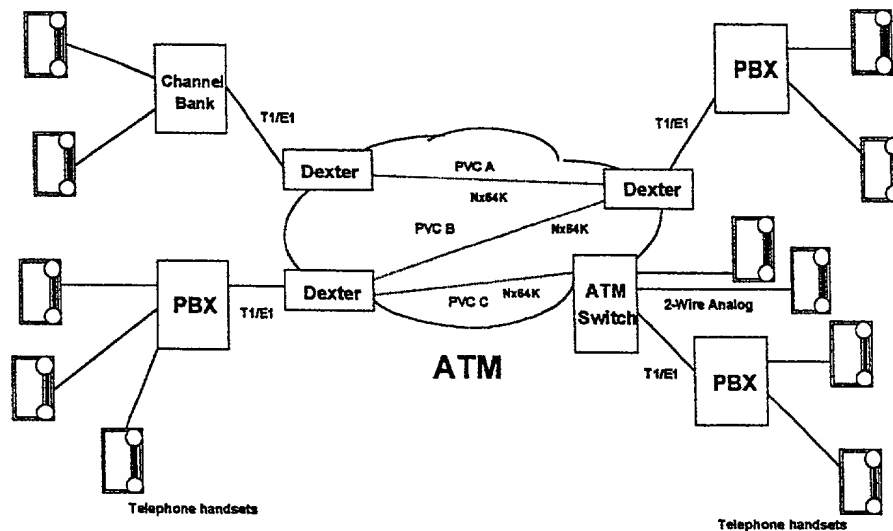 Channel
Bank
T1/E1
PBX
T1/E1
Dexter
PVC A
Nx64K
Dexter
PVC B
Nx64K
PBX
T1/E1
Dexter
PVC C
Nx64K
ATM
Switch
2-Wire Analog
ATM
T1/E1
PBX
Telephone handsets
Telephone handsets